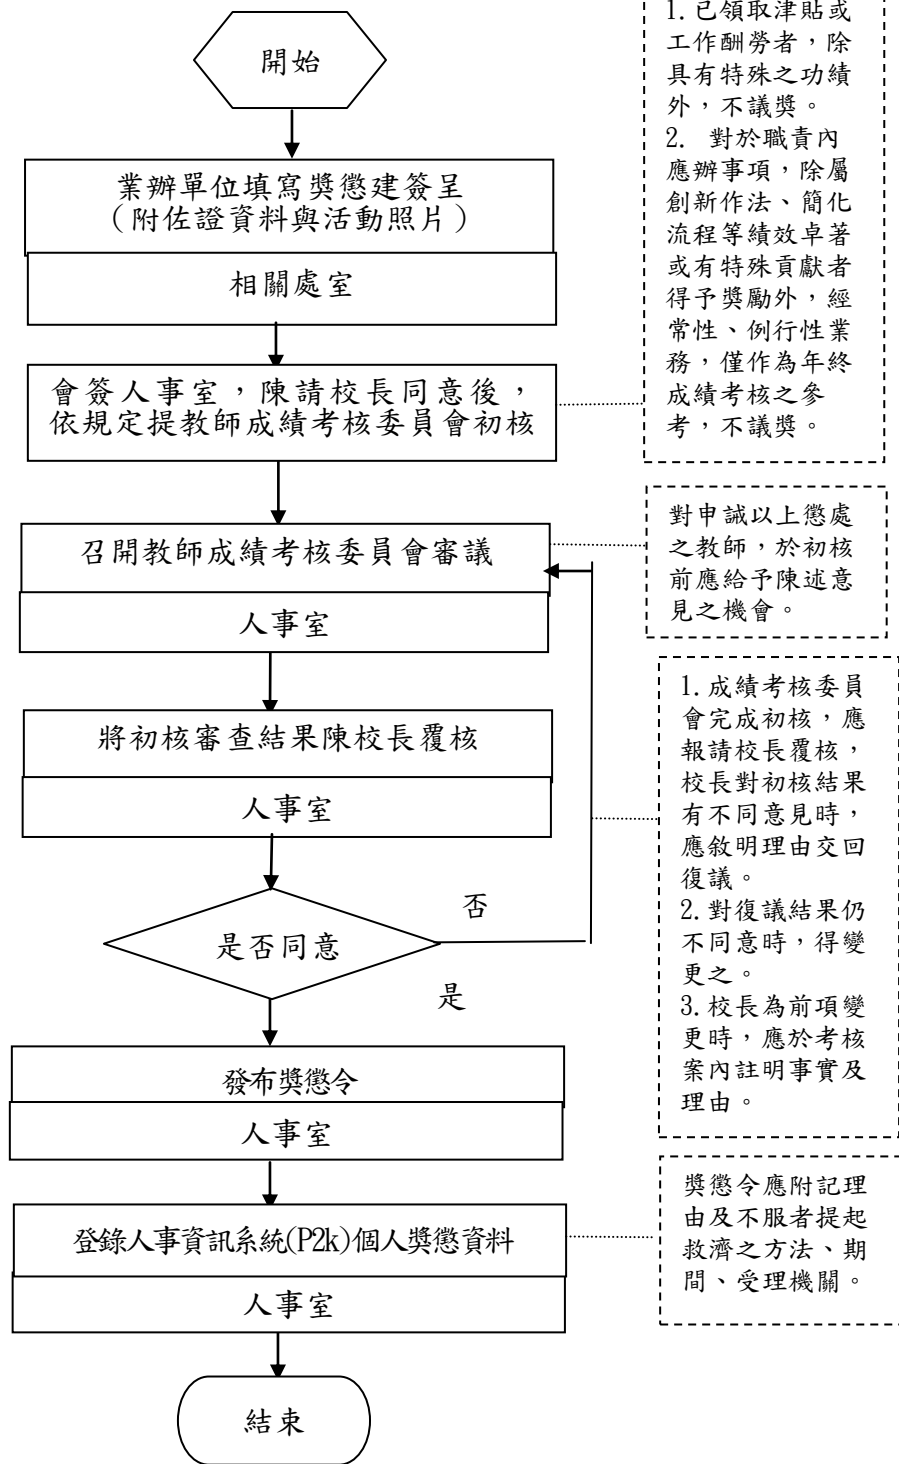 開始
業辦單位填寫獎懲建簽呈
（附佐證資料與活動照片）
相關處室
會簽人事室，陳請校長同意後，
依規定提教師成績考核委員會初核
1.已領取津貼或
工作酬勞者，除
具有特殊之功績
外，不議獎。
2. 對於職責內
應辦事項，除屬
創新作法、簡化
流程等績效卓著
或有特殊貢獻者
得予獎勵外，經
常性、例行性業
務，僅作為年終
成績考核之參
考，不議獎。
召開教師成績考核委員會審議
人事室
對申誡以上懲處
之教師，於初核
前應給予陳述意
見之機會。
將初核審查結果陳校長覆核
人事室
是否同意
否
是
1.成績考核委員
會完成初核，應
報請校長覆核，
校長對初核結果
有不同意見時，
應敘明理由交回
復議。
2.對復議結果仍
不同意時，得變
更之。
3.校長為前項變
更時，應於考核
案內註明事實及
理由。
發布獎懲令
人事室
登錄人事資訊系統(P2k)個人獎懲資料
人事室
獎懲令應附記理
由及不服者提起
救濟之方法、期
間、受理機關。
結束